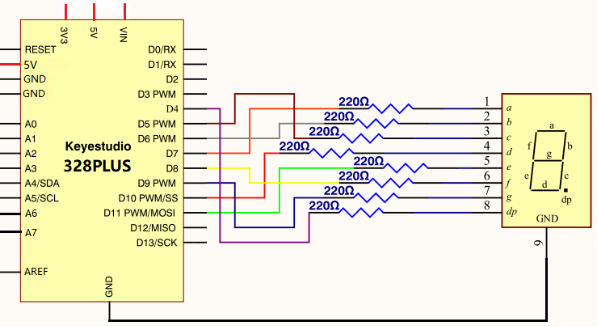 3V3
5V
VIN
RESET
5V
GND
GND
A0
A1
A2
A3
A4/SDA
A5/SCL
A6
A7
AREF
Keyestudio
328PLUS
GND
D0/RX
D1/RX
D2
D3 PWM
D4
D5 PWM
D6 PWM
D7
D8
D9 PWM
D10 PWM/SS
D11 PWM/MOSI
D12/MISO
D13/SCK
220Ω
220Ω
220Ω
220Ω
220Ω
220Ω
220Ω
220Ω
1 a
2 b
3 c
4 d
5 e
6 f
7 g
8 dp
a
f b
g
e c
d
dp
GND
9